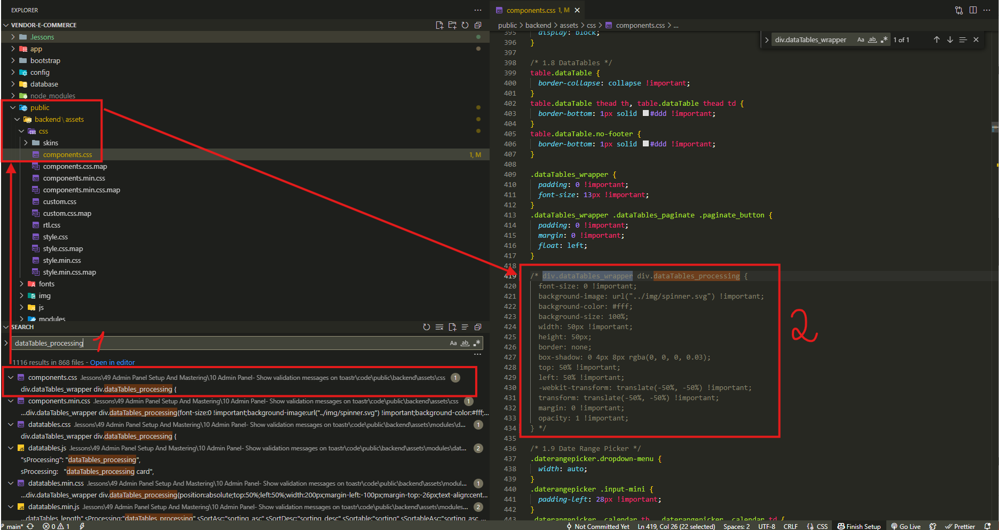 EXPLORER
VENDOR-E-COMMERCE
.lessons
app
bootstrap
config
database
node_modules
public
backend\assets
css
skins
components.css 1, M
components.css.map
components.min.css
components.min.css.map
custom.css
custom.css.map
rtl.css
style.css
style.css.map
style.min.css
style.min.css.map
fonts
img
js
modules
SEARCH
dataTables_processing Aa ab .*
1
1116 results in 868 files - Open in editor
components.css .lessons\49 Admin Panel Setup And Mastering\10 Admin Panel- Show validation messages on toastr\code\public\backend\assets\css 1
div.dataTables_wrapper div.dataTables_processing {
components.min.css .lessons\49 Admin Panel Setup And Mastering\10 Admin Panel- Show validation messages on toastr\code\public\backend\assets\css 1
...div.dataTables_wrapper div.dataTables_processing{font-size:0 !important;background-image:url("../img/spinner.svg") !important;background-color:#fff;...
datatables.css .lessons\49 Admin Panel Setup And Mastering\10 Admin Panel- Show validation messages on toastr\code\public\backend\assets\modules\d... 1
div.dataTables_wrapper div.dataTables_processing {
datatables.js .lessons\49 Admin Panel Setup And Mastering\10 Admin Panel- Show validation messages on toastr\code\public\backend\assets\modules\dat... 2
"sProcessing": "dataTables_processing",
sProcessing: "dataTables_processing card",
datatables.min.css .lessons\49 Admin Panel Setup And Mastering\10 Admin Panel- Show validation messages on toastr\code\public\backend\assets\modul... 1
...div.dataTables_wrapper div.dataTables_processing{position:absolute;top:50%;left:50%;width:200px;margin-left:-100px;margin-top:-26px;text-align:cent...
datatables.min.js .lessons\49 Admin Panel Setup And Mastering\10 Admin Panel- Show validation messages on toastr\code\public\backend\assets\modules... 2
...dataTables_length",sProcessing:"dataTables_processing",sSortAsc:"sorting_asc",sSortDesc:"sorting_desc",sSortable:"sorting",sSortableAsc:"sorting_asc_...
components.css 1, M
public > backend > assets > css > components.css > ...
div.dataTables_wrapper Aa ab .* 1 of 1
395 display: block;
396 }
397
398 /* 1.8 DataTables */
399 table.dataTable {
400 border-collapse: collapse !important;
401 }
402 table.dataTable thead th, table.dataTable thead td {
403 border-bottom: 1px solid #ddd !important;
404 }
405 table.dataTable.no-footer {
406 border-bottom: 1px solid #ddd !important;
407 }
408
409 .dataTables_wrapper {
410 padding: 0 !important;
411 font-size: 13px !important;
412 }
413 .dataTables_wrapper .dataTables_paginate .paginate_button {
414 padding: 0 !important;
415 margin: 0 !important;
416 float: left;
417 }
418
419 /* div.dataTables_wrapper div.dataTables_processing {
420 font-size: 0 !important;
421 background-image: url("../img/spinner.svg") !important;
422 background-color: #fff;
423 background-size: 100%;
424 width: 50px !important;
425 height: 50px;
426 border: none;
427 box-shadow: 0 4px 8px rgba(0, 0, 0, 0.03);
428 top: 50% !important;
429 left: 50% !important;
430 -webkit-transform: translate(-50%, -50%) !important;
431 transform: translate(-50%, -50%) !important;
432 margin: 0 !important;
433 opacity: 1 !important;
434 } */
2
435
436 /* 1.9 Date Range Picker */
437 .daterangepicker.dropdown-menu {
438 width: auto;
439 }
440 .daterangepicker .input-mini {
441 padding-left: 28px !important;
442 }
443 .daterangepicker .calendar th, .daterangepicker .calendar td {
main* 0 1 Not Committed Yet Ln 419, Col 26 (22 selected) Spaces: 2 UTF-8 CRLF {} CSS Finish Setup Go Live Prettier